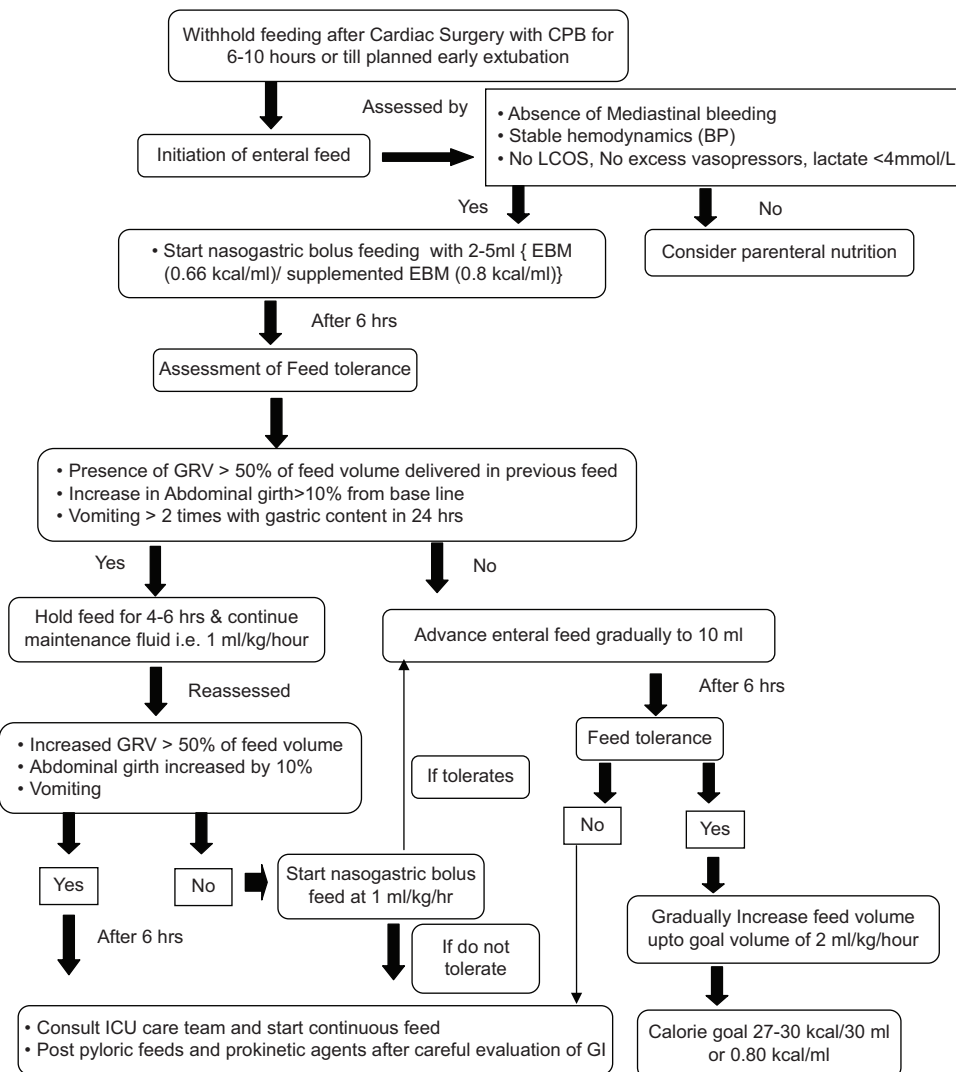 Withhold feeding after Cardiac Surgery with CPB for
6-10 hours or till planned early extubation
Assessed by
Initiation of enteral feed
• Absence of Mediastinal bleeding
• Stable hemodynamics (BP)
• No LCOS, No excess vasopressors, lactate <4mmol/L
Yes
No
• Start nasogastric bolus feeding with 2-5ml { EBM
(0.66 kcal/ml)/ supplemented EBM (0.8 kcal/ml)}
Consider parenteral nutrition
After 6 hrs
Assessment of Feed tolerance
• Presence of GRV > 50% of feed volume delivered in previous feed
• Increase in Abdominal girth>10% from base line
• Vomiting > 2 times with gastric content in 24 hrs
Yes
No
Hold feed for 4-6 hrs & continue
maintenance fluid i.e. 1 ml/kg/hour
Advance enteral feed gradually to 10 ml
Reassessed
After 6 hrs
• Increased GRV > 50% of feed volume
• Abdominal girth increased by 10%
• Vomiting
Feed tolerance
If tolerates
No
Yes
Yes
No
Start nasogastric bolus
feed at 1 ml/kg/hr
Gradually Increase feed volume
upto goal volume of 2 ml/kg/hour
After 6 hrs
If do not
tolerate
• Consult ICU care team and start continuous feed
• Post pyloric feeds and prokinetic agents after careful evaluation of GI
Calorie goal 27-30 kcal/30 ml
or 0.80 kcal/ml